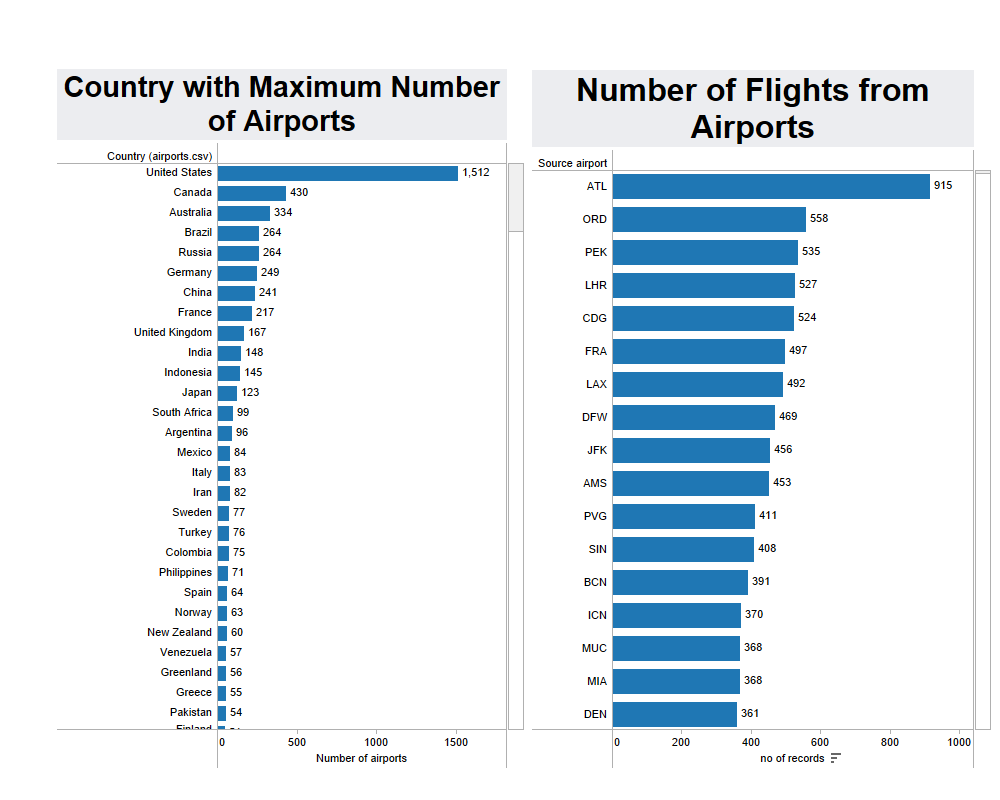 Country with Maximum Number
of Airports
Country (airports.csv)
United States 1,512
Canada 430
Australia 334
Brazil 264
Russia 264
Germany 249
China 241
France 217
United Kingdom 167
India 148
Indonesia 145
Japan 123
South Africa 99
Argentina 96
Mexico 84
Italy 83
Iran 82
Sweden 77
Turkey 76
Colombia 75
Philippines 71
Spain 64
Norway 63
New Zealand 60
Venezuela 57
Greenland 56
Greece 55
Pakistan 54
Finland
0 500 1000 1500
Number of airports
Number of Flights from
Airports
Source airport
ATL 915
ORD 558
PEK 535
LHR 527
CDG 524
FRA 497
LAX 492
DFW 469
JFK 456
AMS 453
PVG 411
SIN 408
BCN 391
ICN 370
MUC 368
MIA 368
DEN 361
0 200 400 600 800 1000
no of records